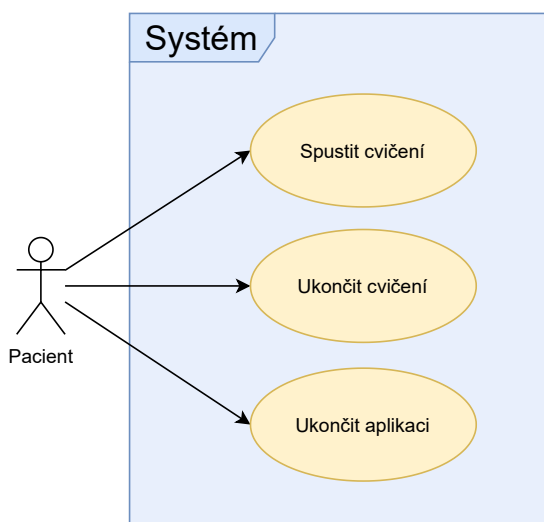 Systém
Spustit cvičení
Ukončit cvičení
Pacient
Ukončit aplikaci